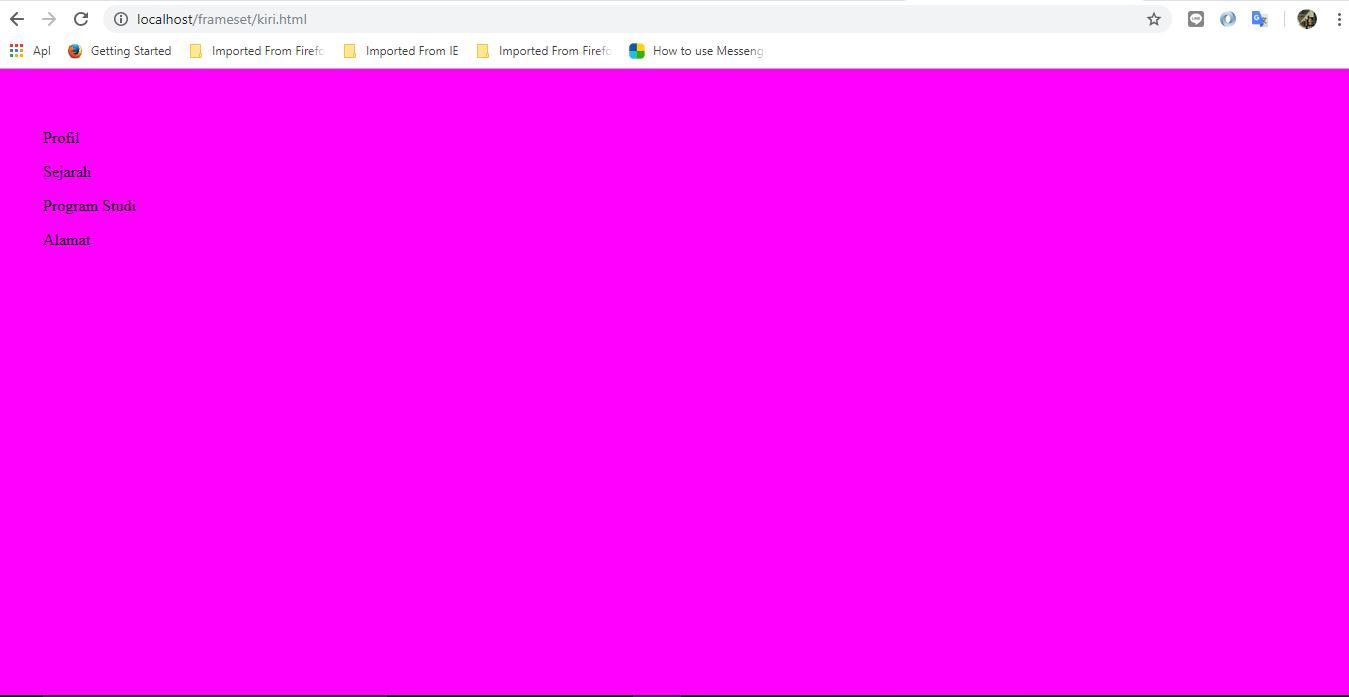 localhost/frameset/kiri.html
Apl Getting Started Imported From Firefo Imported From IE Imported From Firefo How to use Messeng
Profil
Sejarah
Program Studi
Alamat